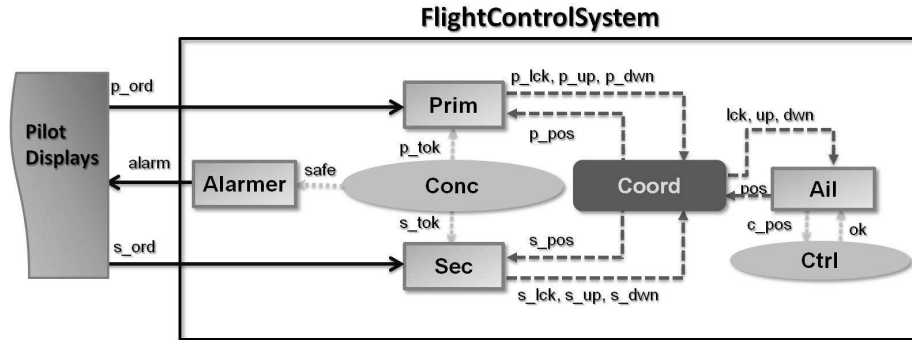 FlightControlSystem
p_ord
p_lck, p_up, p_dwn
Prim
lck, up, dwn
Pilot
Displays
p_pos
p_tok
alarm
safe
Alarmer
Conc
Coord
pos
Ail
s_tok
c_pos
ok
s_ord
s_pos
Sec
Ctrl
s_lck, s_up, s_dwn